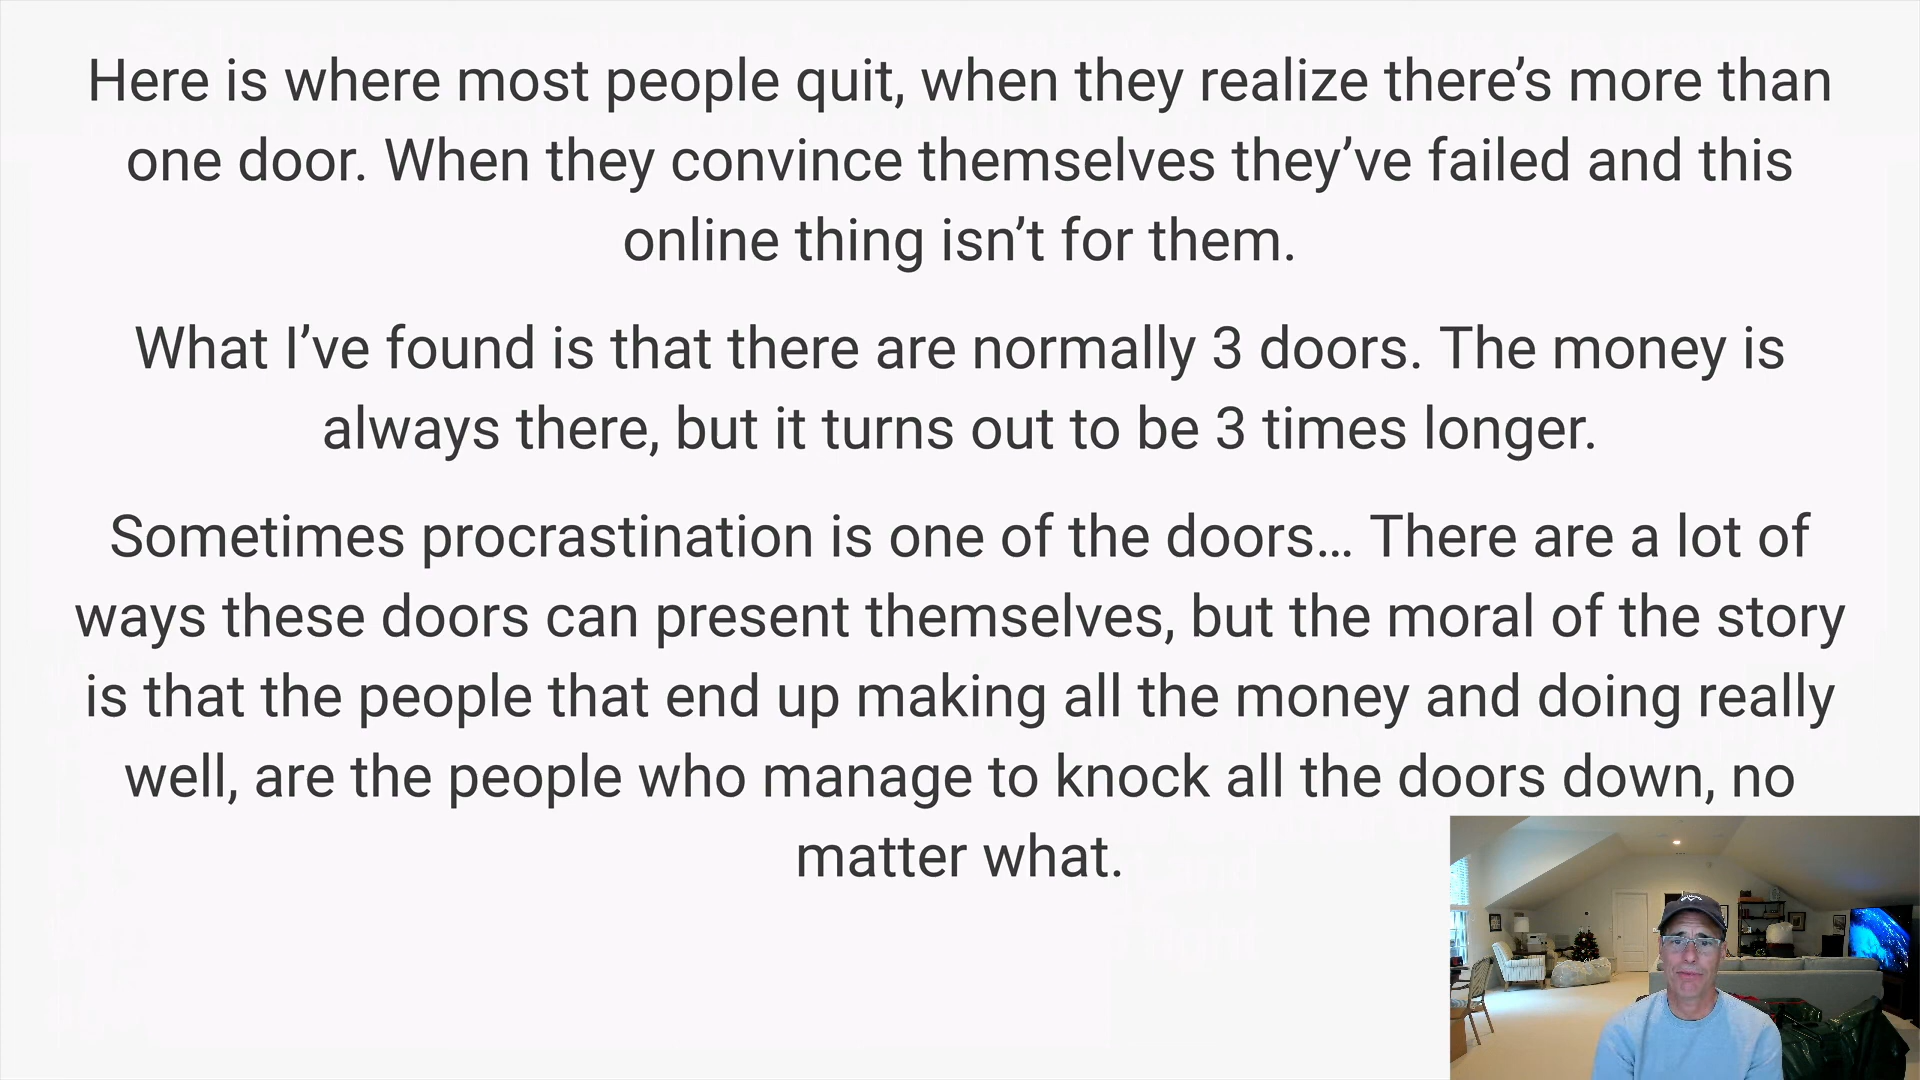 Here is where most people quit, when they realize there’s more than
one door. When they convince themselves they’ve failed and this
online thing isn’t for them.
What I’ve found is that there are normally 3 doors. The money is
always there, but it turns out to be 3 times longer.
Sometimes procrastination is one of the doors… There are a lot of
ways these doors can present themselves, but the moral of the story
is that the people that end up making all the money and doing really
well, are the people who manage to knock all the doors down, no
matter what.